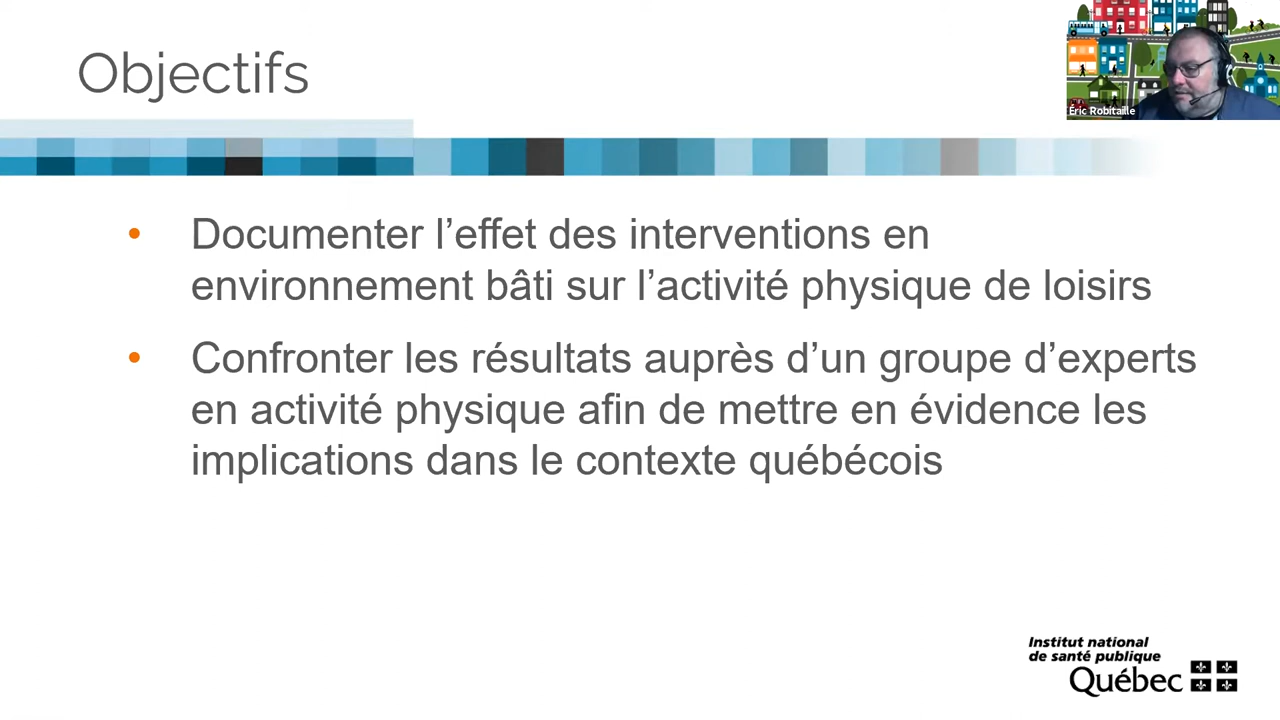 Objectifs
Éric Robitaille
• Documenter l’effet des interventions en
environnement bâti sur l’activité physique de loisirs
• Confronter les résultats auprès d’un groupe d’experts
en activité physique afin de mettre en évidence les
implications dans le contexte québécois
Institut national
de santé publique
Québec